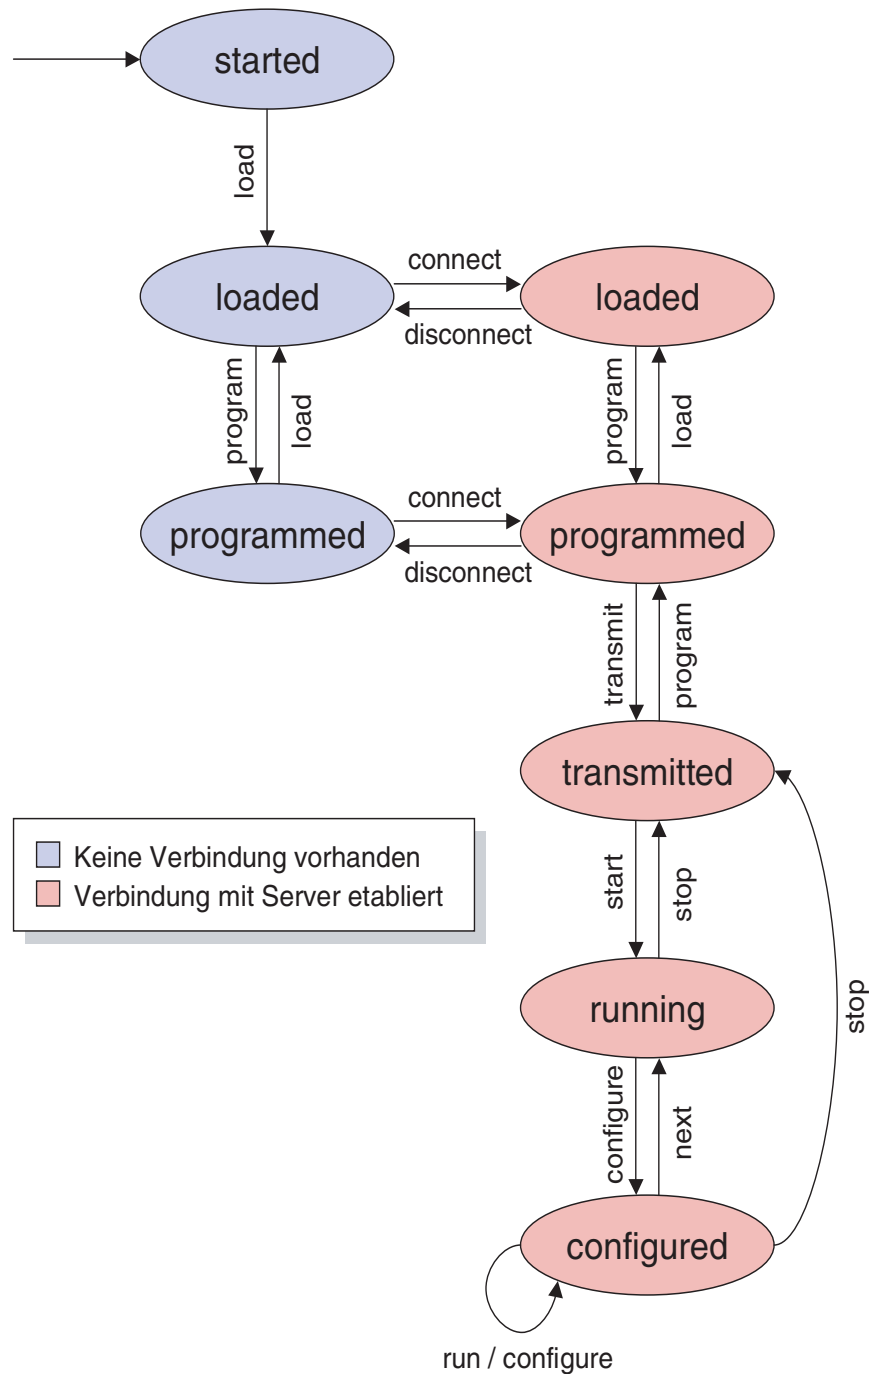 started
load
loaded
connect
loaded
disconnect
program
load
program
load
programmed
connect
programmed
disconnect
transmit
program
transmitted
Keine Verbindung vorhanden
Verbindung mit Server etabliert
start
stop
running
stop
configure
next
configured
run / configure